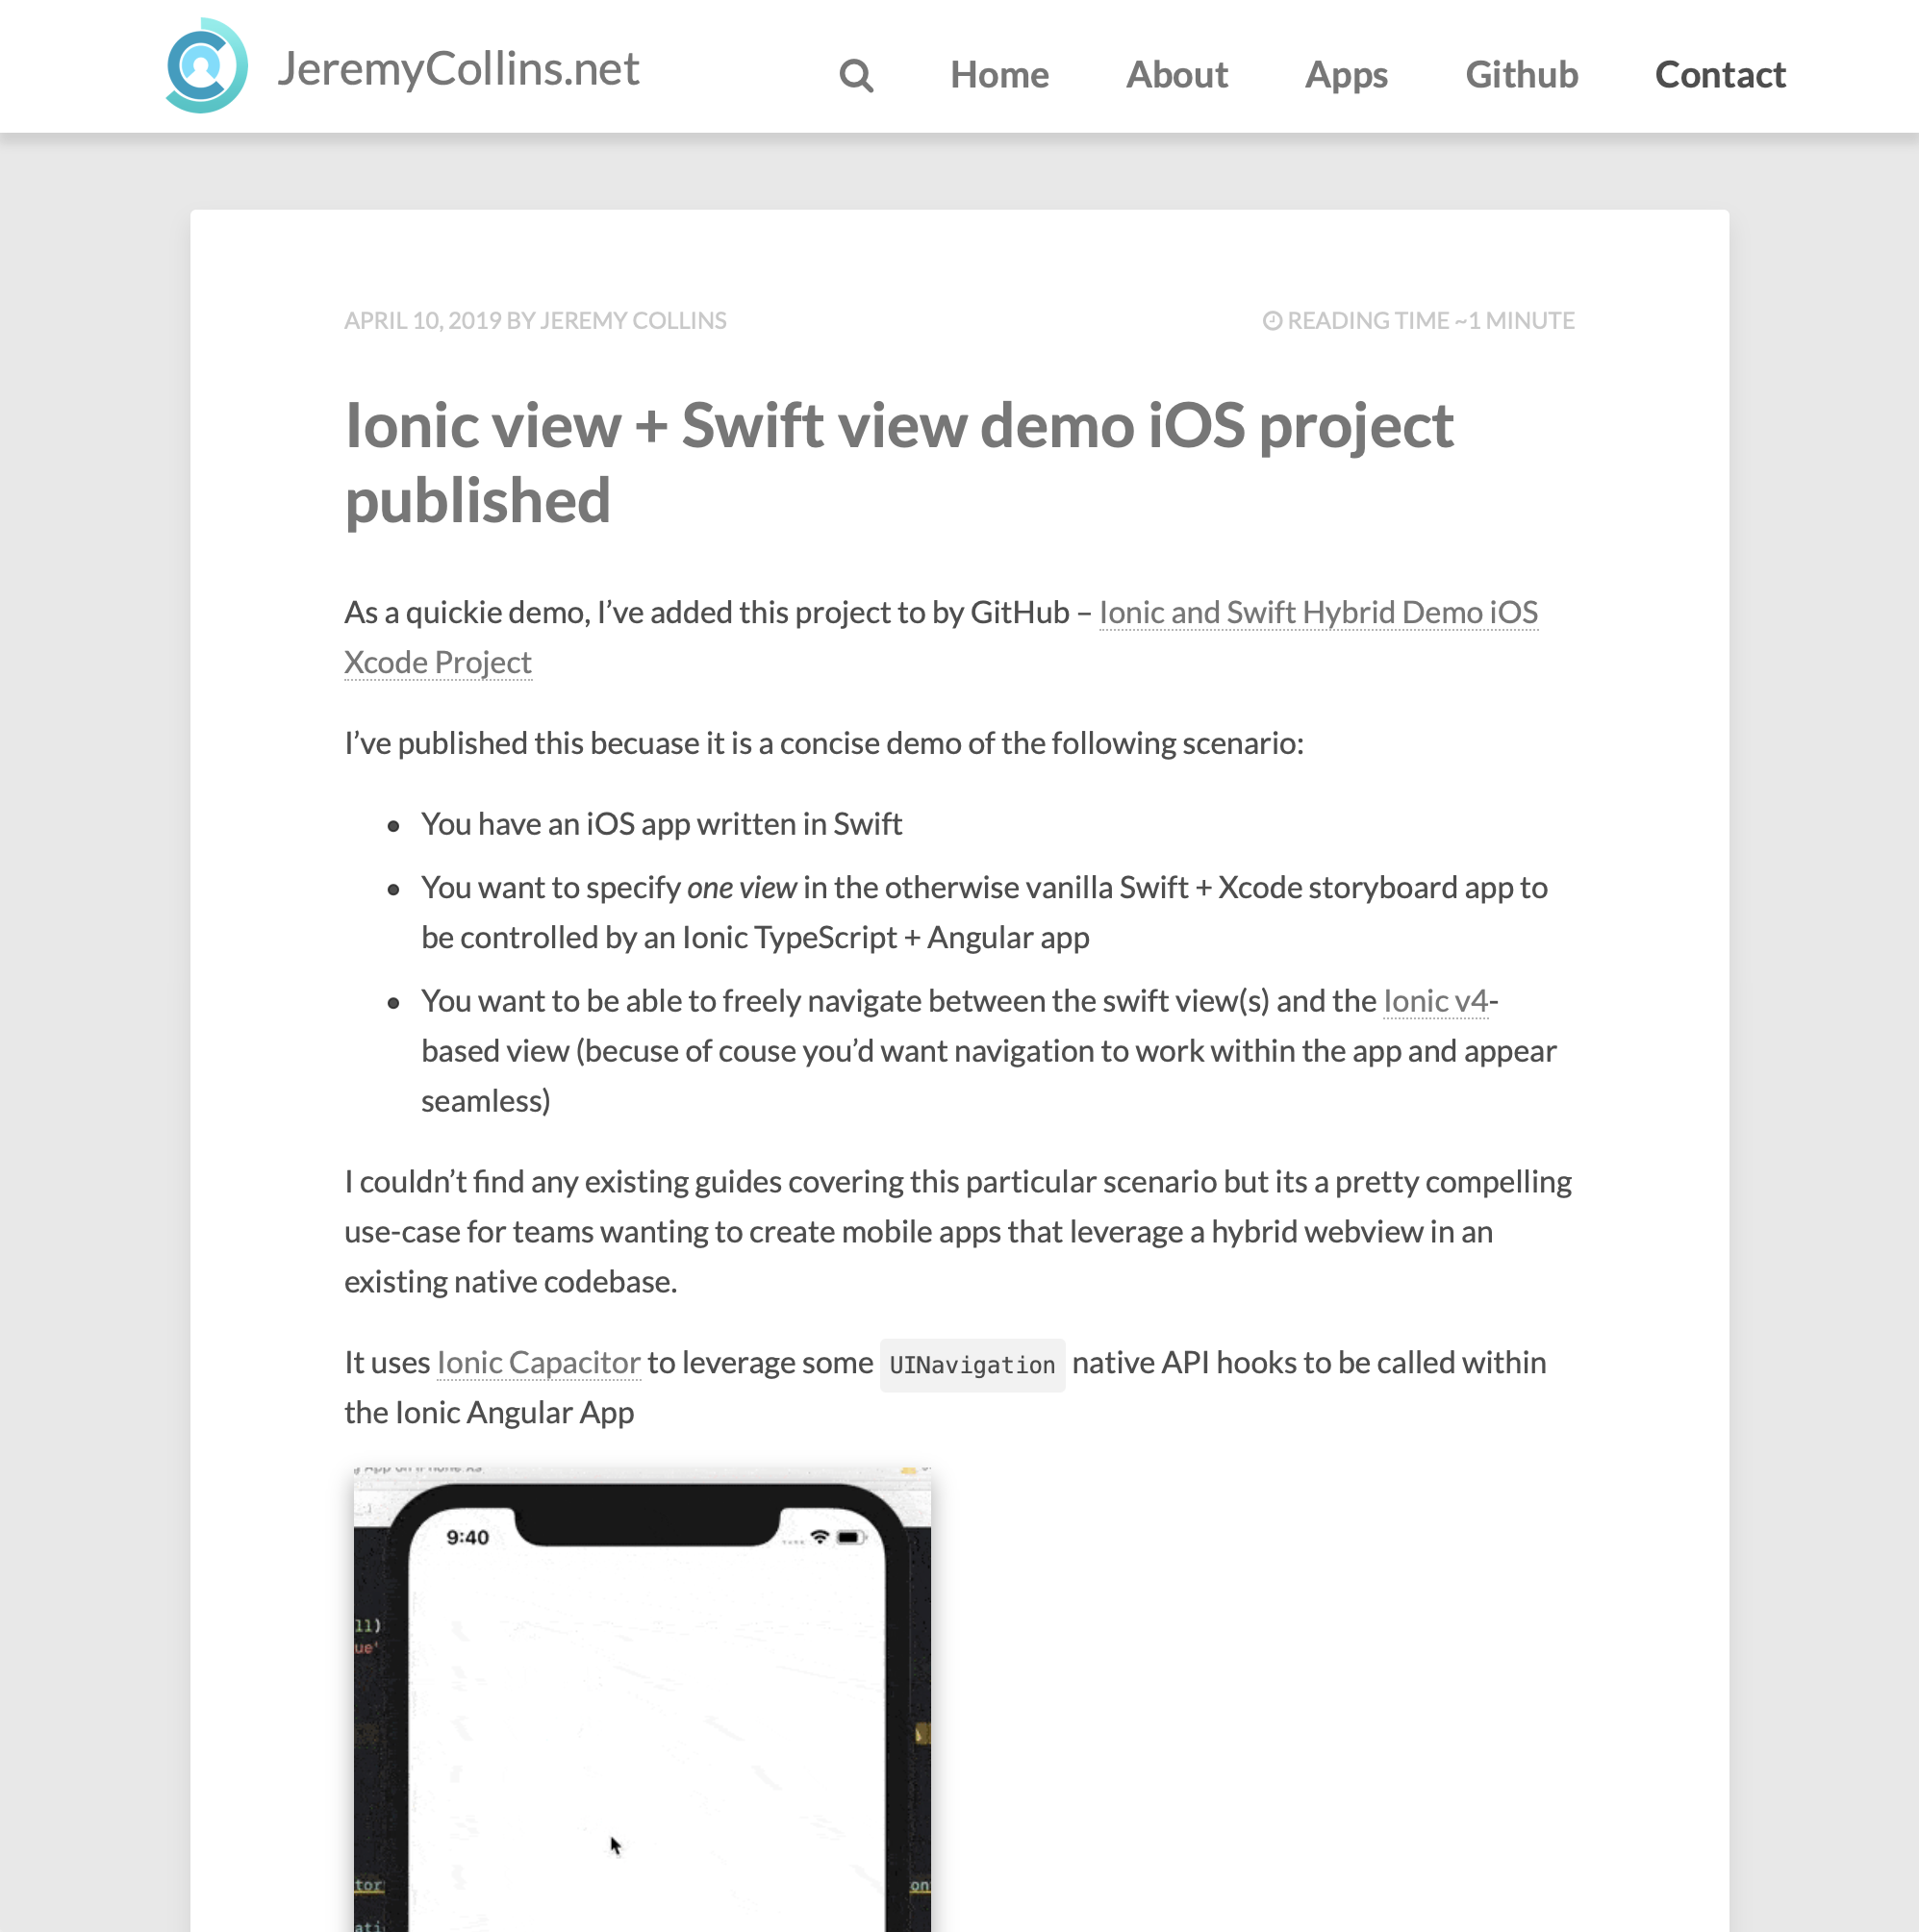 JeremyCollins.net
Home About Apps Github Contact
APRIL 10, 2019 BY JEREMY COLLINS
READING TIME ~1 MINUTE
Ionic view + Swift view demo iOS project
published
As a quickie demo, I’ve added this project to by GitHub – Ionic and Swift Hybrid Demo iOS
Xcode Project
I’ve published this becuase it is a concise demo of the following scenario:
• You have an iOS app written in Swift
• You want to specify one view in the otherwise vanilla Swift + Xcode storyboard app to
be controlled by an Ionic TypeScript + Angular app
• You want to be able to freely navigate between the swift view(s) and the Ionic v4-
based view (becuse of couse you’d want navigation to work within the app and appear
seamless)
I couldn’t find any existing guides covering this particular scenario but its a pretty compelling
use-case for teams wanting to create mobile apps that leverage a hybrid webview in an
existing native codebase.
It uses Ionic Capacitor to leverage some UINavigation native API hooks to be called within
the Ionic Angular App
9:40
ll)
ue'
tor
on